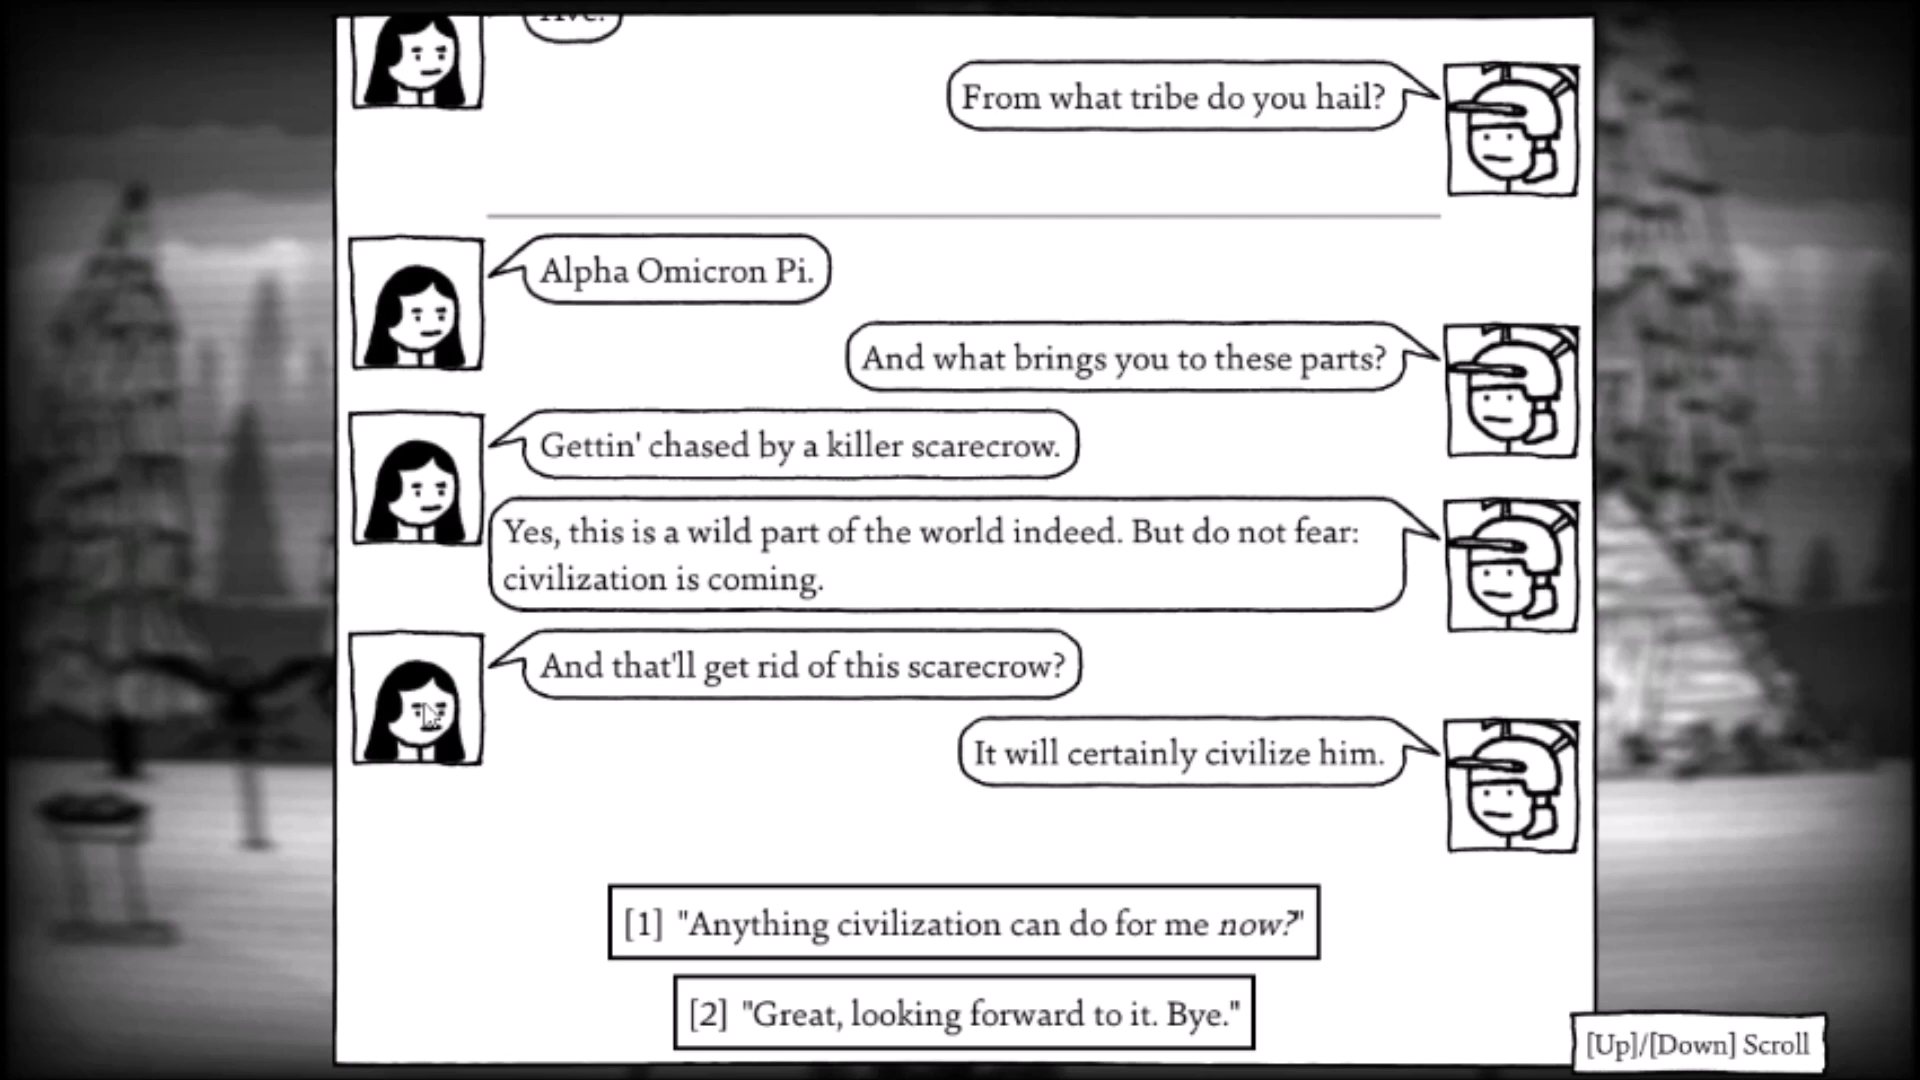 From what tribe do you hail?
Alpha Omicron Pi.
And what brings you to these parts?
Gettin' chased by a killer scarecrow.
Yes, this is a wild part of the world indeed. But do not fear:
civilization is coming.
And that'll get rid of this scarecrow?
It will certainly civilize him.
[1] "Anything civilization can do for me now?"
[2] "Great, looking forward to it. Bye."
[Up]/[Down] Scroll